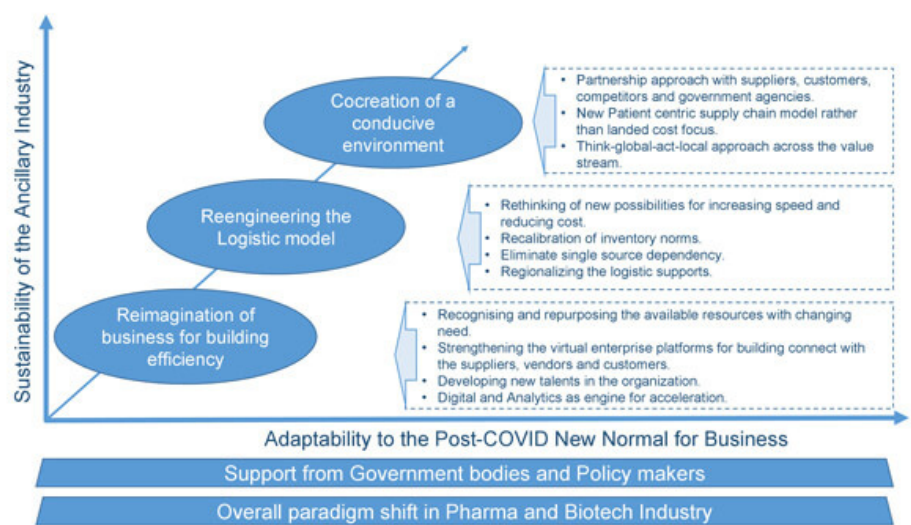 Sustainability of the Ancillary Industry
Cocreation of a
conducive
environment
• Partnership approach with suppliers, customers,
competitors and government agencies.
• New Patient centric supply chain model rather
than landed cost focus.
• Think-global-act-local approach across the value
stream.
Reengineering the
Logistic model
• Rethinking of new possibilities for increasing speed and
reducing cost.
• Recalibration of inventory norms.
• Eliminate single source dependency.
• Regionalizing the logistic supports.
Reimagination of
business for building
efficiency
• Recognising and repurposing the available resources with changing
need.
• Strengthening the virtual enterprise platforms for building connect with
the suppliers, vendors and customers.
• Developing new talents in the organization.
• Digital and Analytics as engine for acceleration.
Adaptability to the Post-COVID New Normal for Business
Support from Government bodies and Policy makers
Overall paradigm shift in Pharma and Biotech Industry